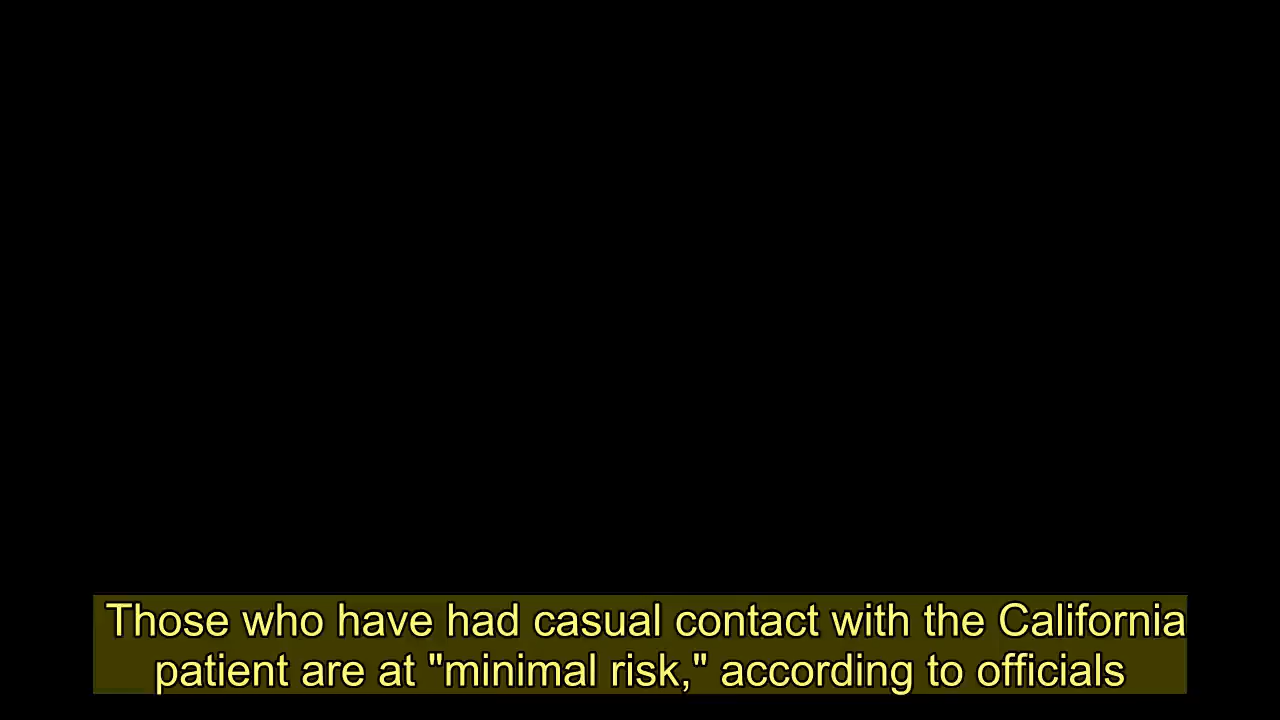 Those who have had casual contact with the California
patient are at "minimal risk," according to officials